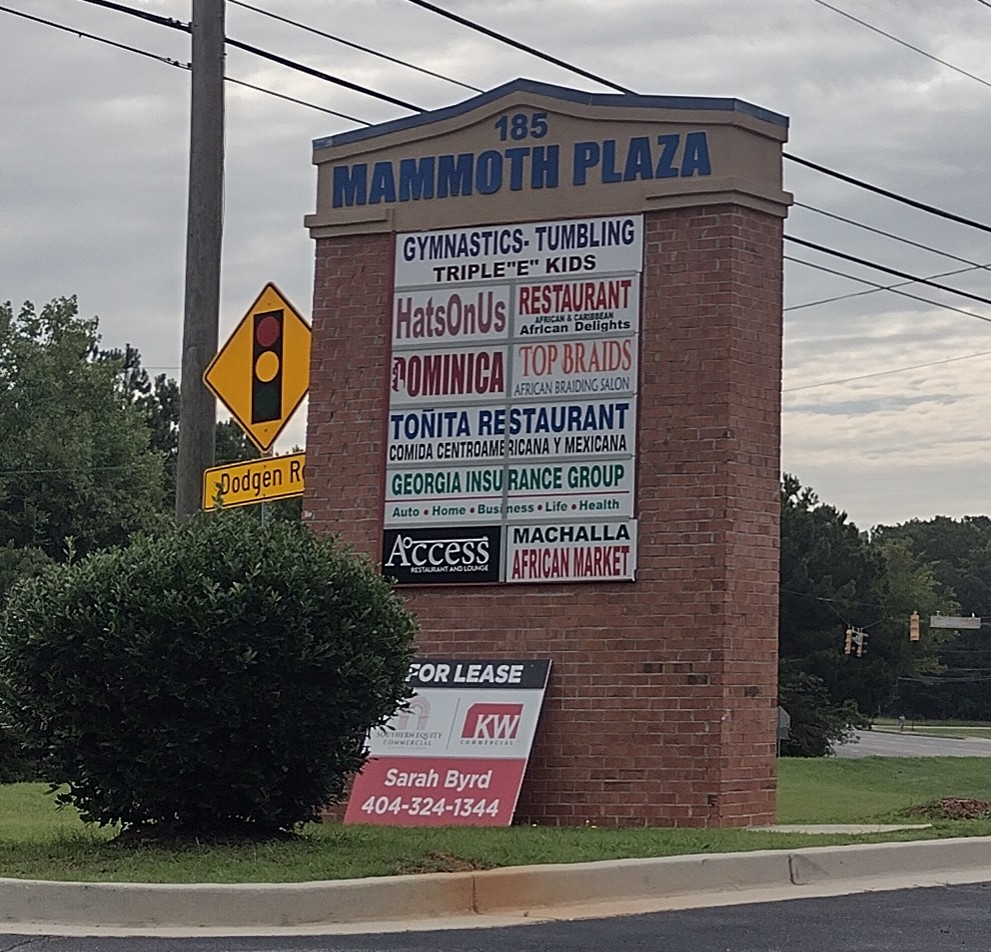 185
MAMMOTH PLAZA
GYMNASTICS- TUMBLING
TRIPLE"E" KIDS
HatsOnUs
RESTAURANT
AFRICAN & CARIBBEAN
African Delights
DOMINICA
TOP BRAIDS
AFRICAN BRAIDING SALON
TOÑITA RESTAURANT
COMIDA CENTROAMERICANA Y MEXICANA
GEORGIA INSURANCE GROUP
Auto • Home • Business • Life • Health
Access
RESTAURANT AND LOUNGE
MACHALLA
AFRICAN MARKET
Dodgen R
FOR LEASE
SOUTHERN EQUITY
COMMERCIAL
KW
COMMERCIAL
Sarah Byrd
404-324-1344